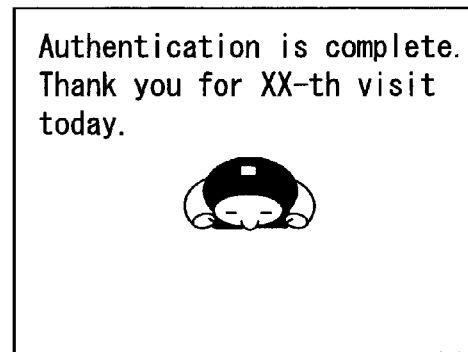 Authentication is complete.
Thank you for XX-th visit
today.